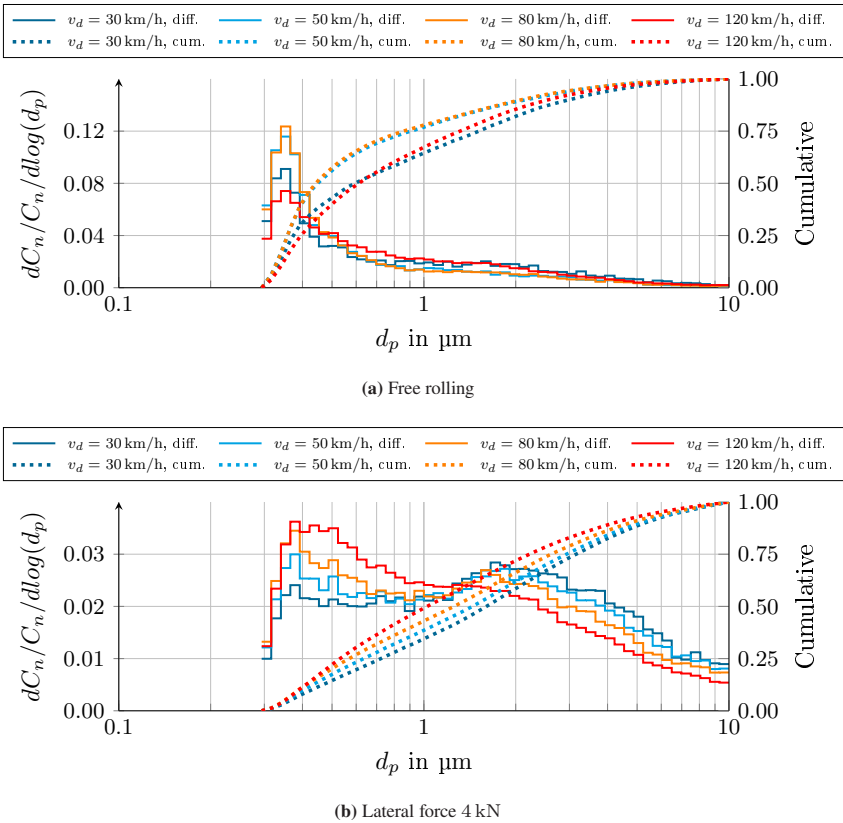 v_d = 30 km/h, diff. v_d = 50 km/h, diff. v_d = 80 km/h, diff. v_d = 120 km/h, diff.
v_d = 30 km/h, cum. v_d = 50 km/h, cum. v_d = 80 km/h, cum. v_d = 120 km/h, cum.
dC_n/C_n/dlog(d_p)
0.12
0.08
0.04
0.00
1.00
0.75
0.50
0.25
0.00
Cumulative
0.1 1 10
d_p in µm
(a) Free rolling
v_d = 30 km/h, diff. v_d = 50 km/h, diff. v_d = 80 km/h, diff. v_d = 120 km/h, diff.
v_d = 30 km/h, cum. v_d = 50 km/h, cum. v_d = 80 km/h, cum. v_d = 120 km/h, cum.
dC_n/C_n/dlog(d_p)
0.03
0.02
0.01
0.00
1.00
0.75
0.50
0.25
0.00
Cumulative
0.1 1 10
d_p in µm
(b) Lateral force 4 kN